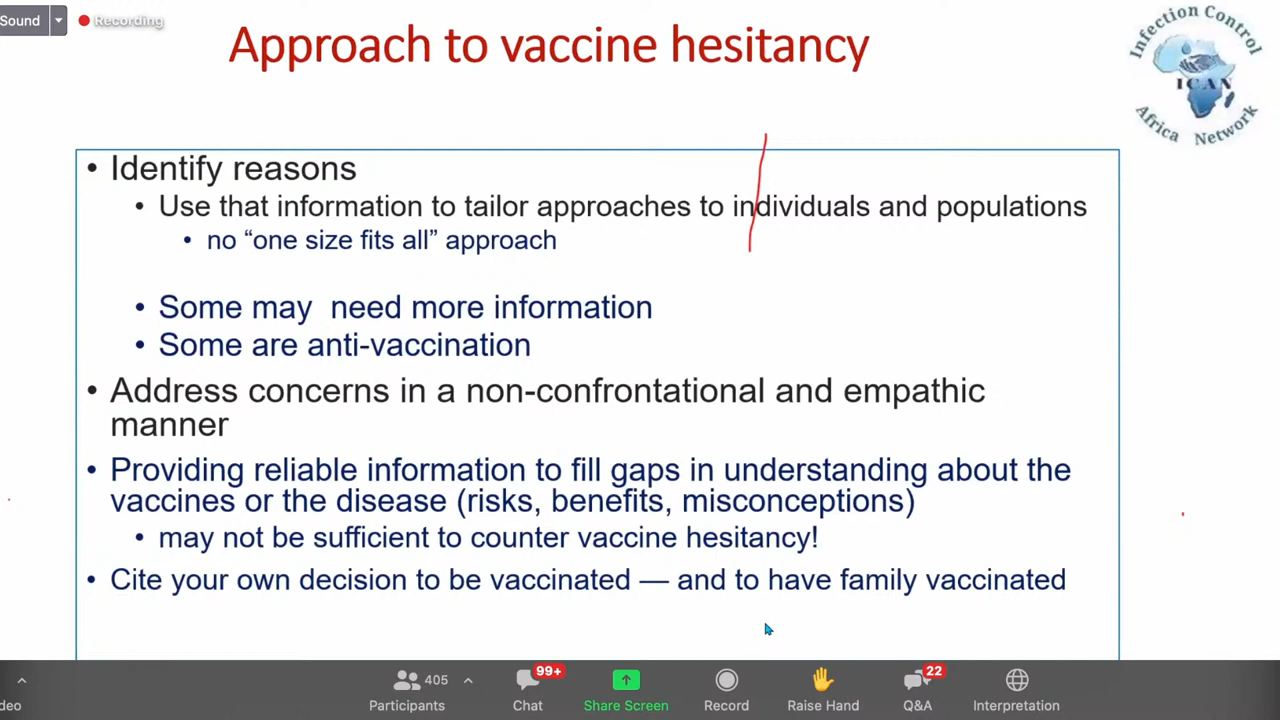 Sound
Recording
Approach to vaccine hesitancy
Infection Control
ICAN
Africa Network
• Identify reasons
• Use that information to tailor approaches to individuals and populations
• no “one size fits all” approach
• Some may need more information
• Some are anti-vaccination
• Address concerns in a non-confrontational and empathic
manner
• Providing reliable information to fill gaps in understanding about the
vaccines or the disease (risks, benefits, misconceptions)
• may not be sufficient to counter vaccine hesitancy!
• Cite your own decision to be vaccinated — and to have family vaccinated
405
99+
22
deo
Participants
Chat
Share Screen
Record
Raise Hand
Q&A
Interpretation